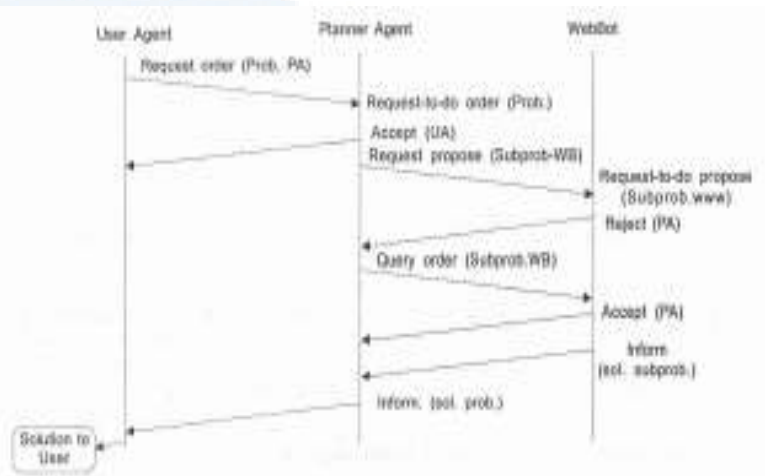 User Agent
Planner Agent
WebBot
Request order (Prob, PA)
Request-to-do order (Prob.)
Accept (UA)
Request propose (Subprob-WB)
Request-to-do propose
(Subprob.www)
Reject (PA)
Query order (Subprob.WB)
Accept (PA)
Inform
(sol. subprob.)
Inform. (sol. prob.)
Solution to
User